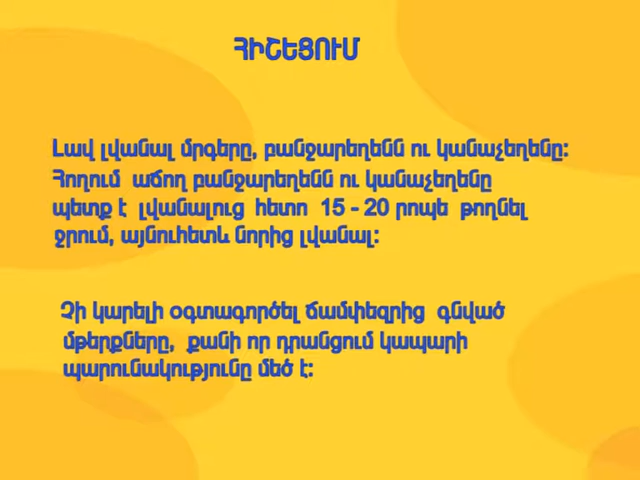 ՀԻՇԵՑՈՒՄ
Լավ լվանալ մրգերը, բանջարեղենն ու կանաչեղենը:
Հողում աճող բանջարեղենն ու կանաչեղենը
պետք է լվանալուց հետո 15 - 20 րոպե թողնել
ջրում, այնուհետև նորից լվանալ:
Չի կարելի օգտագործել ճամփեզրից գնված
մթերքները, քանի որ դրանցում կապարի
պարունակությունը մեծ է: